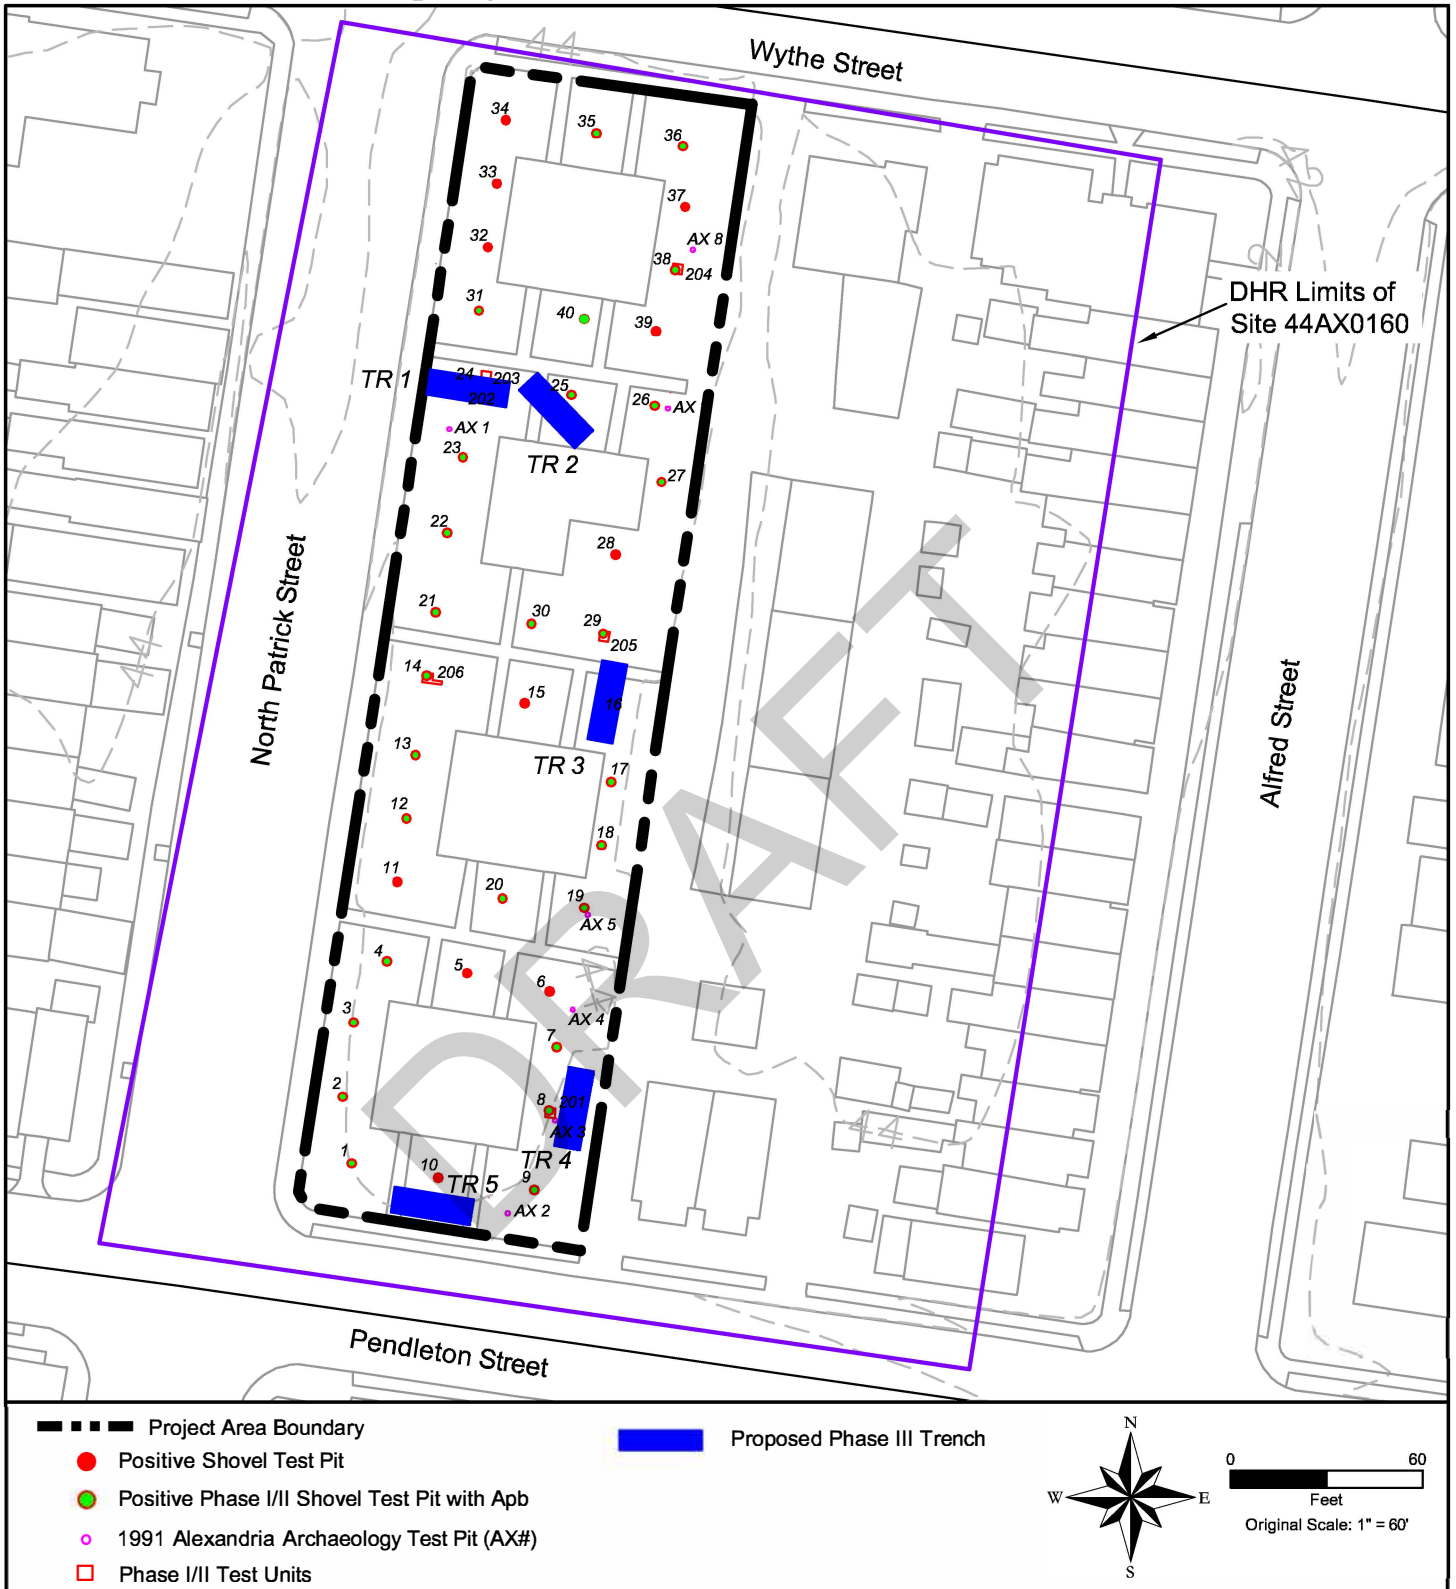 Wythe Street
44
34
35
36
33
37
32
AX 8
38
204
31
40
39
DHR Limits of
Site 44AX0160
TR 1
24
203
202
25
26
AX
AX 1
23
TR 2
27
22
28
North Patrick Street
21
30
29
205
14
206
15
16
13
TR 3
17
12
18
11
20
19
AX 5
Alfred Street
4
5
6
AX 4
3
7
2
8
201
AX 3
44
1
10
TR 4
TR 5
9
AX 2
DRAFT
Pendleton Street
Project Area Boundary
Positive Shovel Test Pit
Positive Phase I/II Shovel Test Pit with Apb
1991 Alexandria Archaeology Test Pit (AX#)
Phase I/II Test Units
Proposed Phase III Trench
N
W
E
S
0
60
Feet
Original Scale: 1" = 60'